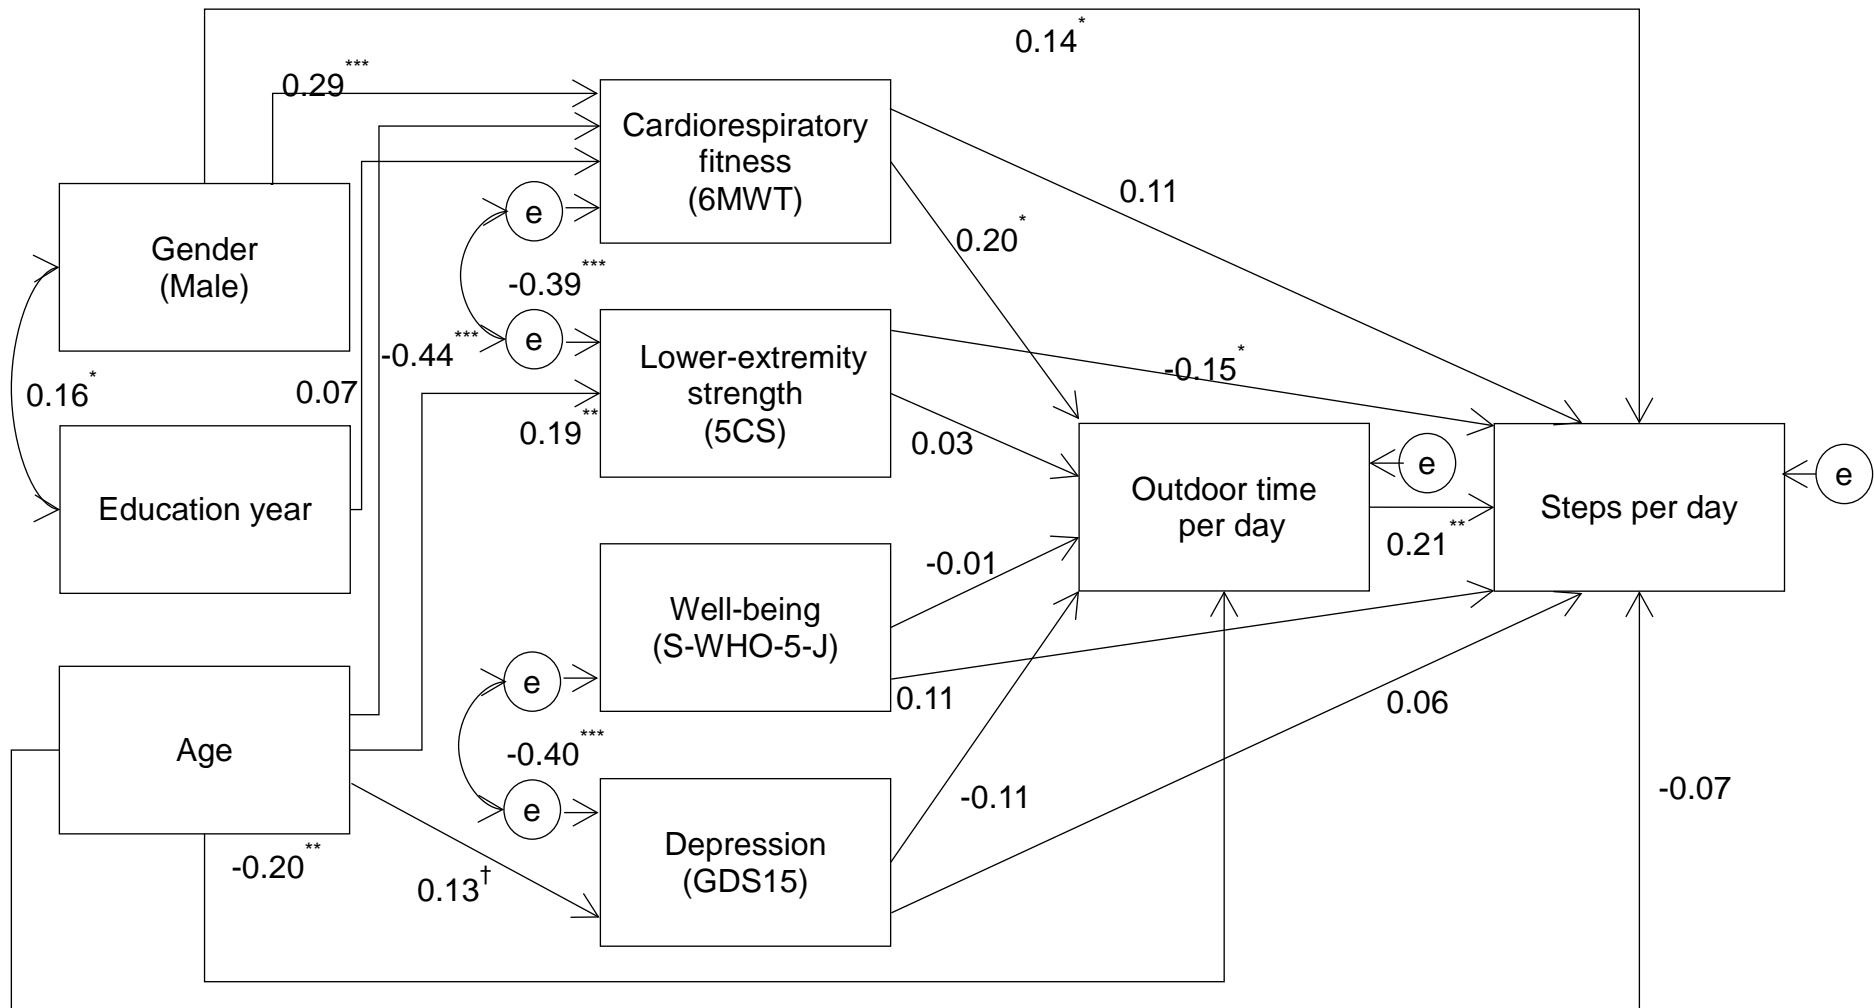 0.14*
0.29***
Cardiorespiratory
fitness
(6MWT)
e
0.11
0.20*
Gender
(Male)
-0.39***
e
-0.44***
Lower-extremity
strength
(5CS)
-0.15*
0.16*
0.07
0.19**
0.03
e
e
Education year
Outdoor time
per day
Steps per day
0.21**
-0.01
Well-being
(S-WHO-5-J)
e
0.11
0.06
Age
-0.40***
e
-0.11
-0.07
Depression
(GDS15)
-0.20**
0.13†